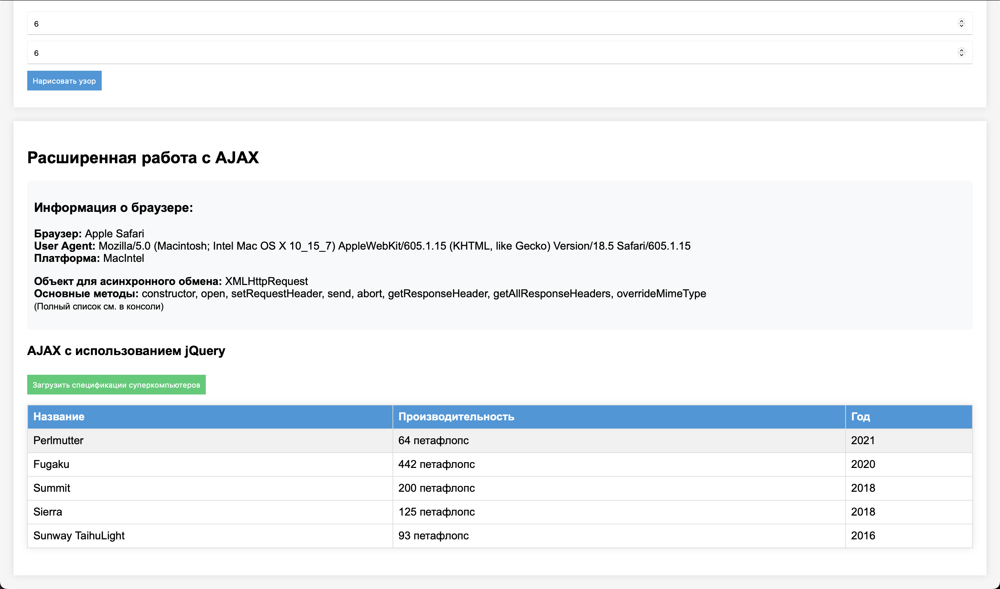 6
6
Нарисовать узор
Расширенная работа с AJAX
Информация о браузере:
Браузер: Apple Safari
User Agent: Mozilla/5.0 (Macintosh; Intel Mac OS X 10_15_7) AppleWebKit/605.1.15 (KHTML, like Gecko) Version/18.5 Safari/605.1.15
Платформа: MacIntel
Объект для асинхронного обмена: XMLHttpRequest
Основные методы: constructor, open, setRequestHeader, send, abort, getResponseHeader, getAllResponseHeaders, overrideMimeType
(Полный список см. в консоли)
AJAX с использованием jQuery
Загрузить спецификации суперкомпьютеров
Название Производительность Год
Perlmutter 64 петафлопс 2021
Fugaku 442 петафлопс 2020
Summit 200 петафлопс 2018
Sierra 125 петафлопс 2018
Sunway TaihuLight 93 петафлопс 2016